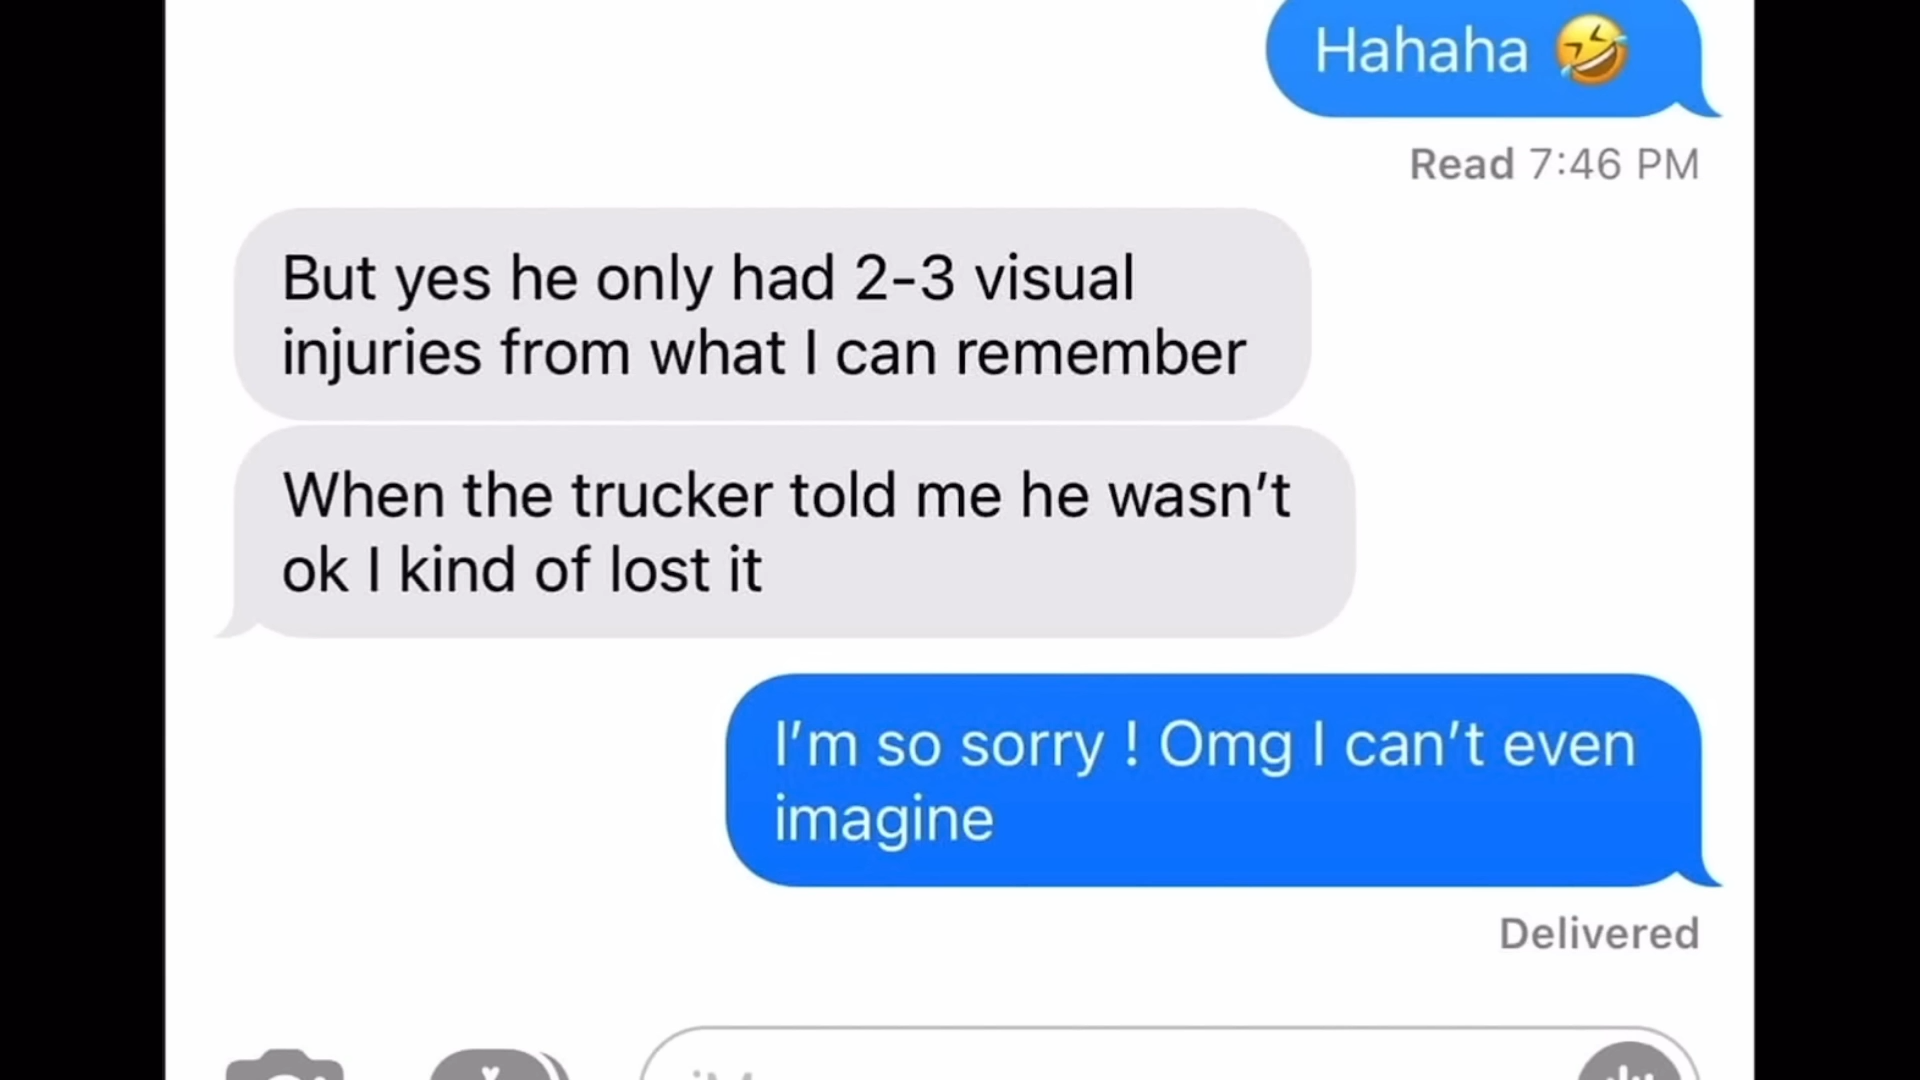 Hahaha 🤣
Read 7:46 PM
But yes he only had 2-3 visual
injuries from what I can remember
When the trucker told me he wasn’t
ok I kind of lost it
I’m so sorry ! Omg I can’t even
imagine
Delivered